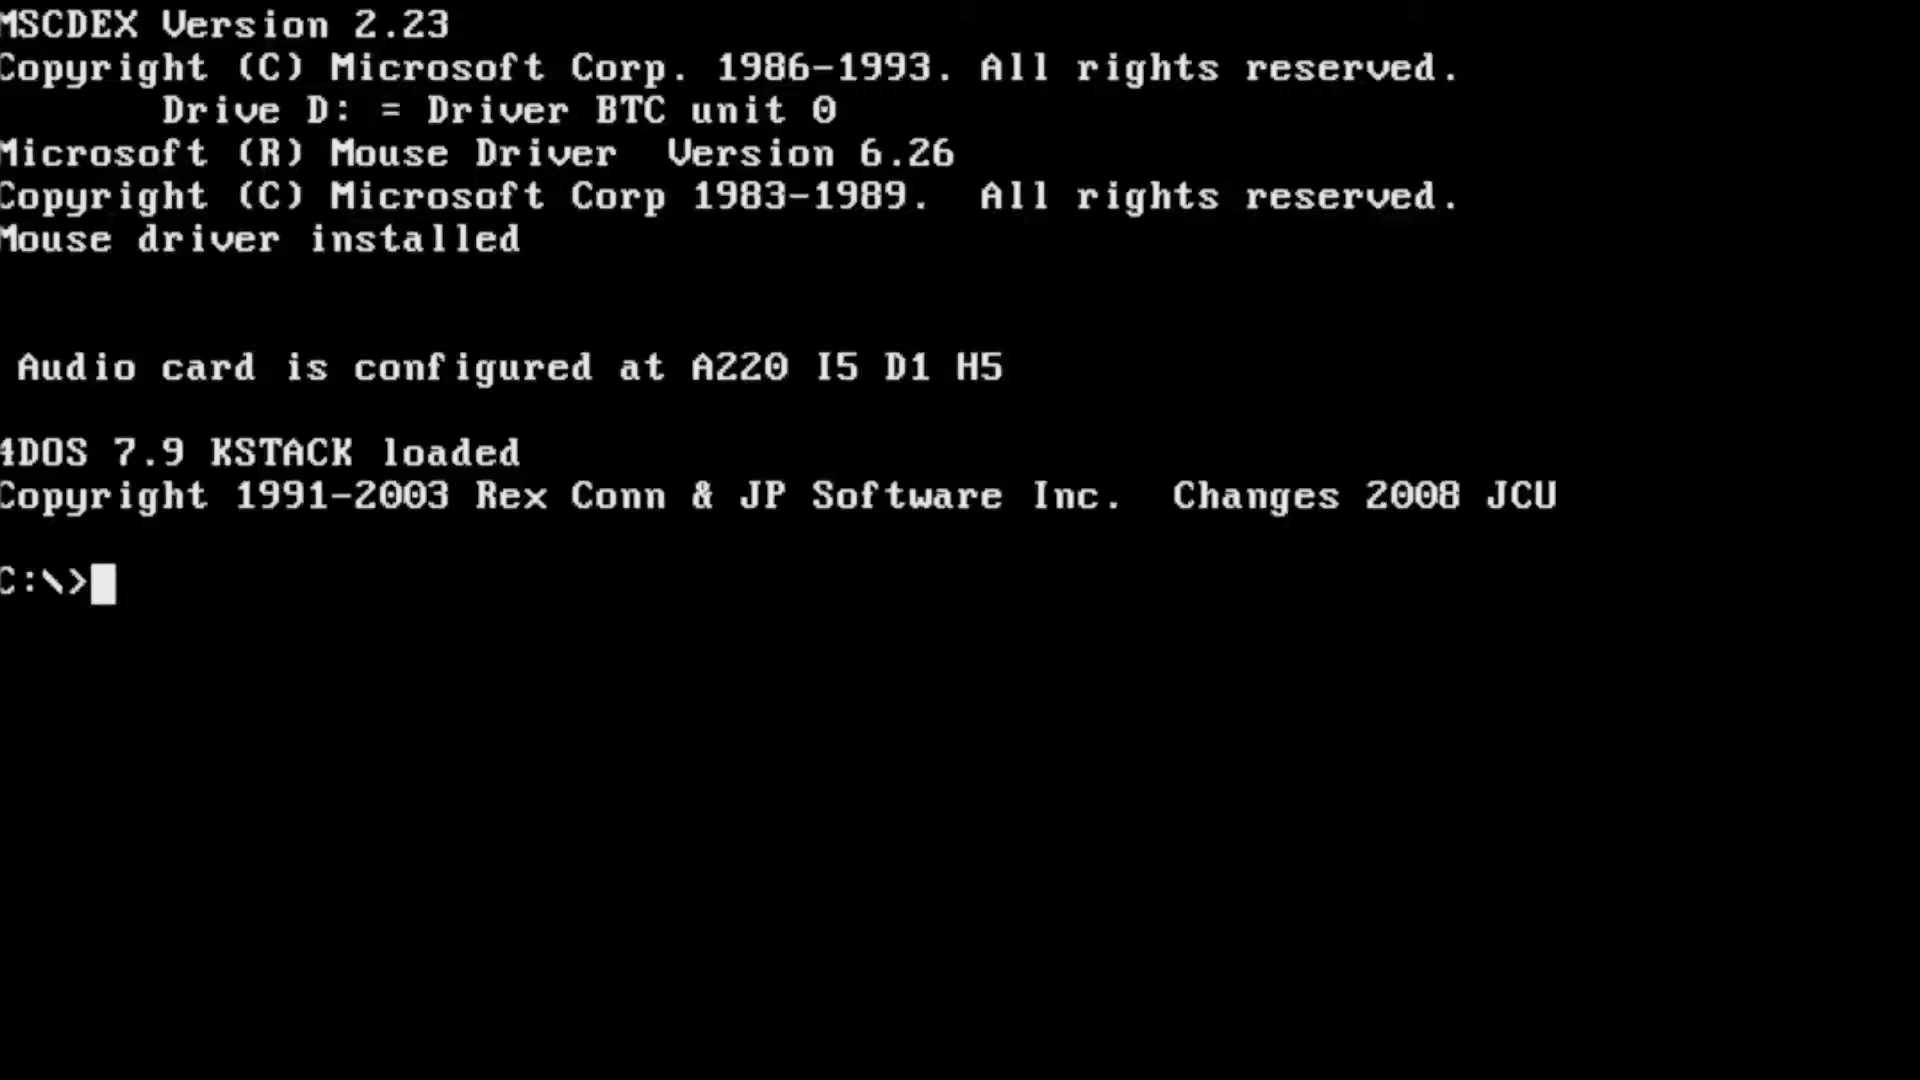 MSCDEX Version 2.23
Copyright (C) Microsoft Corp. 1986-1993. All rights reserved.
Drive D: = Driver BTC unit 0
Microsoft (R) Mouse Driver  Version 6.26
Copyright (C) Microsoft Corp 1983-1989.  All rights reserved.
Mouse driver installed
Audio card is configured at A220 I5 D1 H5
4DOS 7.9 KSTACK loaded
Copyright 1991-2003 Rex Conn & JP Software Inc.  Changes 2008 JCU
C:\>